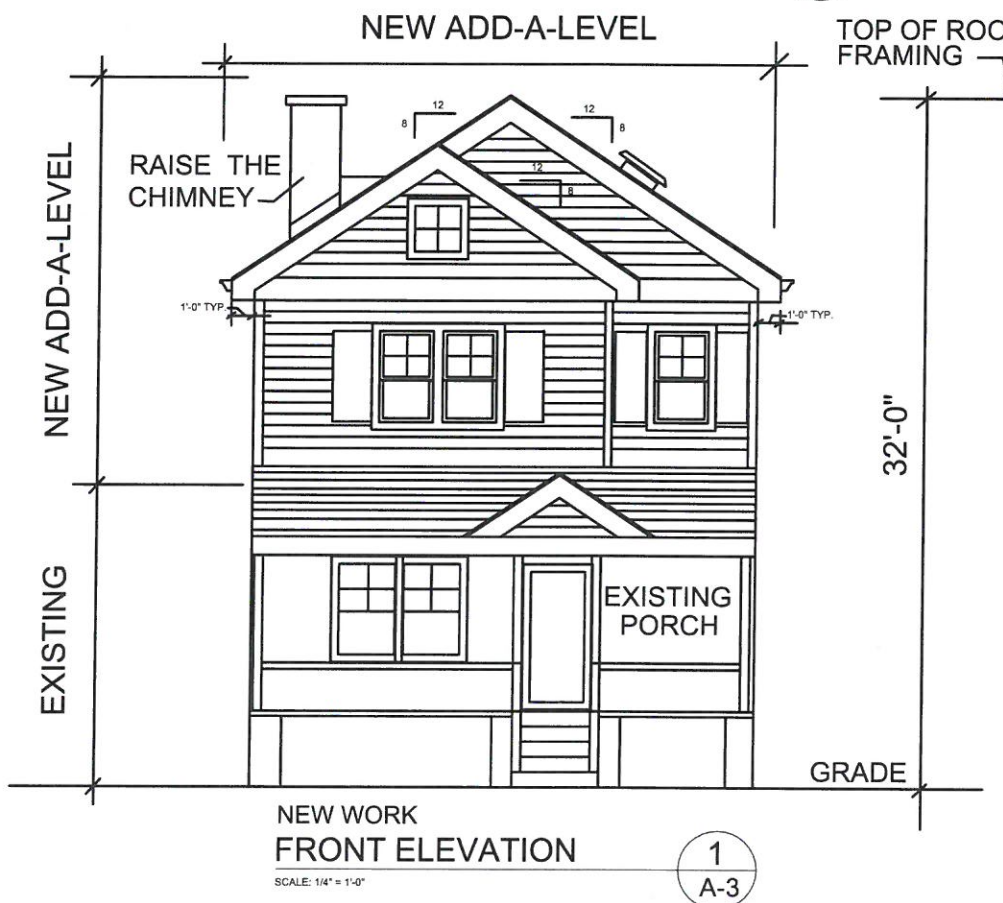 NEW ADD-A-LEVEL
TOP OF
FRAMING
12
8
12
8
12
8
RAISE THE
CHIMNEY
NEW ADD-A-LEVEL
1'-0" TYP.
1'-0" TYP.
32'-0"
EXISTING
EXISTING
PORCH
GRADE
NEW WORK
FRONT ELEVATION
SCALE: 1/4" = 1'-0"
1
A-3